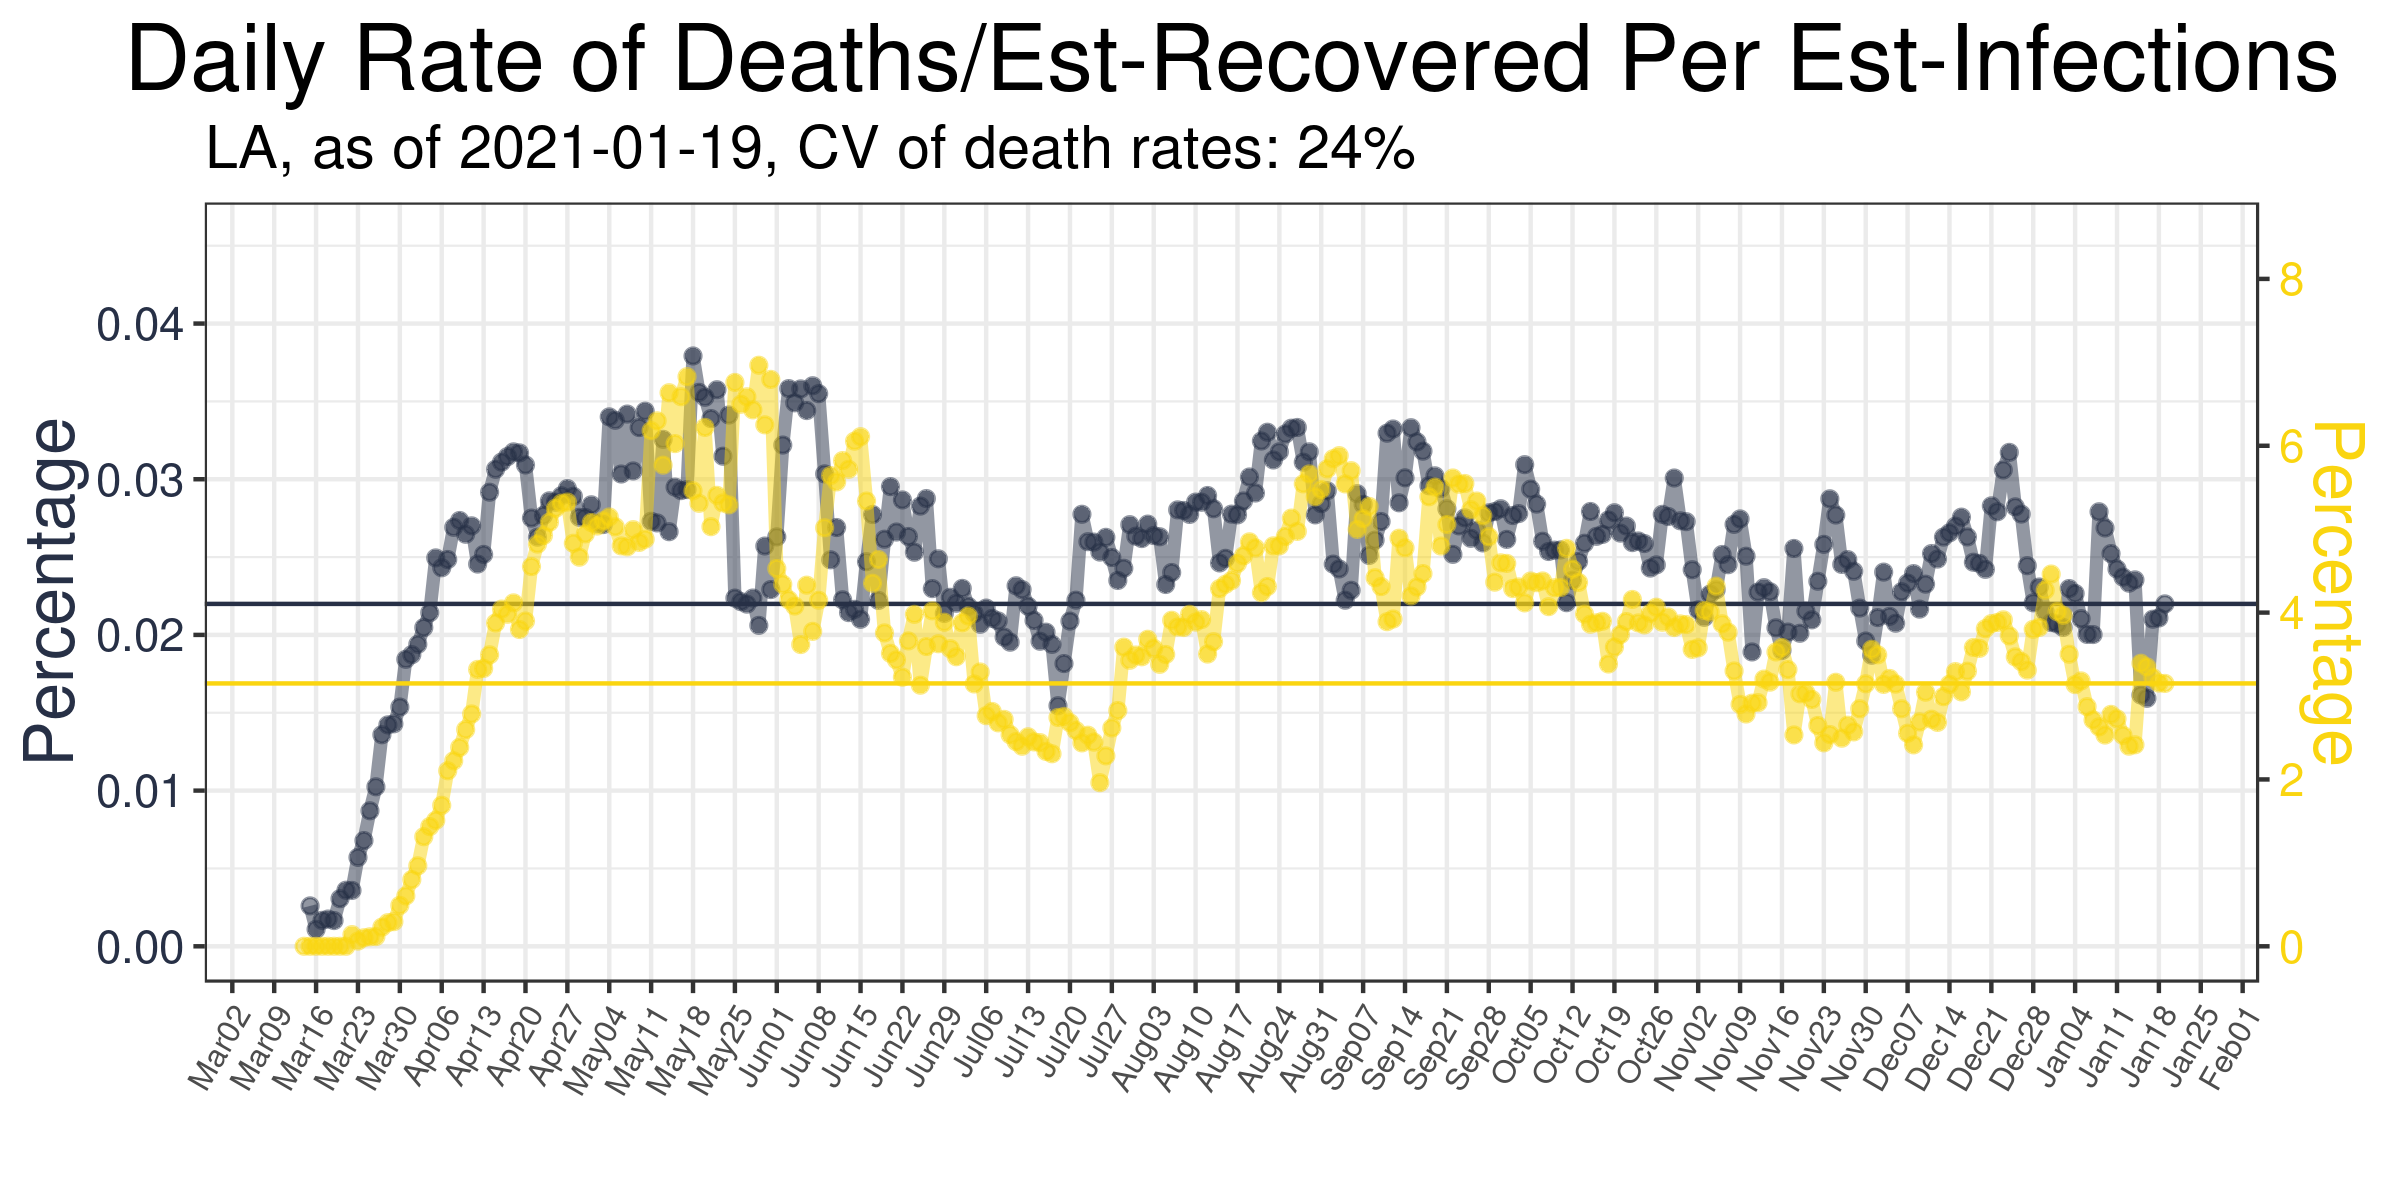 Daily Rate of Deaths/Est-Recovered Per Est-Infections
LA, as of 2021-01-19, CV of death rates: 24%
Percentage
0.04
0.03
0.02
0.01
0.00
8
6
4
2
0
Percentage
Mar02
Mar09
Mar16
Mar23
Mar30
Apr06
Apr13
Apr20
Apr27
May04
May11
May18
May25
Jun01
Jun08
Jun15
Jun22
Jun29
Jul06
Jul13
Jul20
Jul27
Aug03
Aug10
Aug17
Aug24
Aug31
Sep07
Sep14
Sep21
Sep28
Oct05
Oct12
Oct19
Oct26
Nov02
Nov09
Nov16
Nov23
Nov30
Dec07
Dec14
Dec21
Dec28
Jan04
Jan11
Jan18
Jan25
Feb01